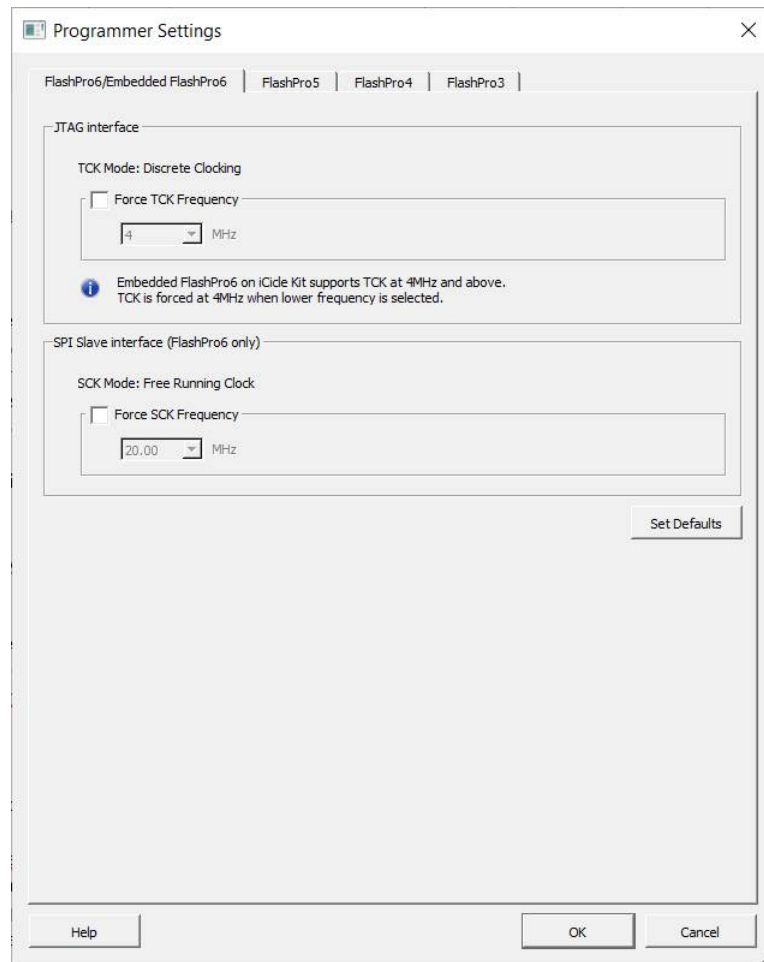 Programmer Settings
FlashPro6/Embedded FlashPro6
FlashPro5
FlashPro4
FlashPro3
JTAG interface
TCK Mode: Discrete Clocking
Force TCK Frequency
4 MHz
Embedded FlashPro6 on iCicle Kit supports TCK at 4MHz and above.
TCK is forced at 4MHz when lower frequency is selected.
SPI Slave interface (FlashPro6 only)
SCK Mode: Free Running Clock
Force SCK Frequency
20.00 MHz
Set Defaults
Help
OK
Cancel